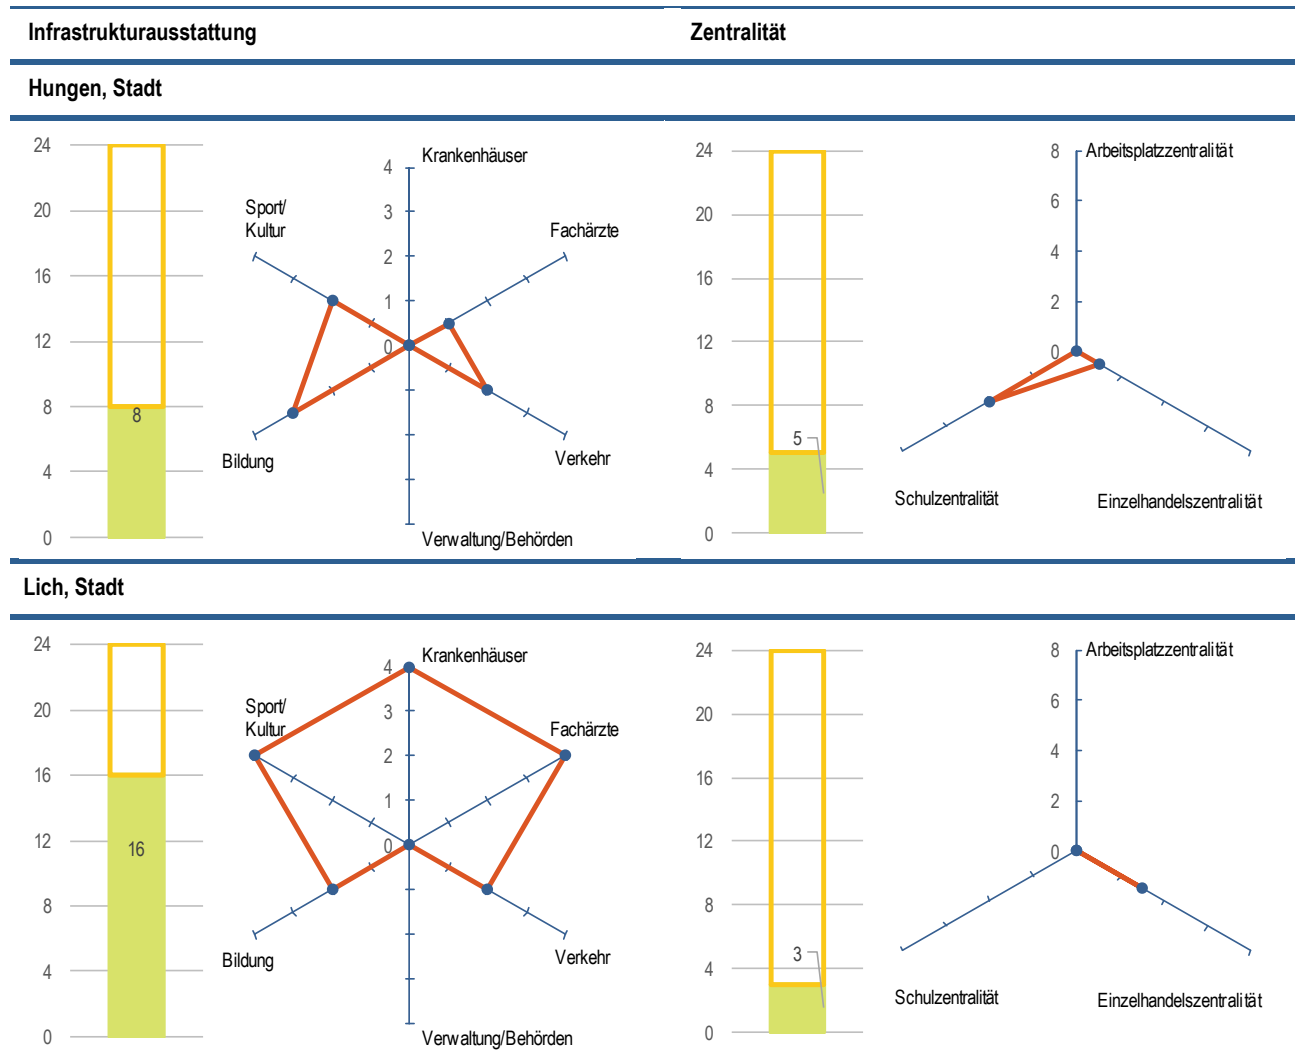 Infrastrukturausstattung
Zentralität
Hungen, Stadt
24
20
16
12
8
4
0
8
Krankenhäuser
4
3
2
1
0
Sport/
Kultur
Fachärzte
Bildung
Verkehr
Verwaltung/Behörden
24
20
16
12
8
4
0
5
8
6
4
2
0
Arbeitsplatzzentralität
Schulzentralität
Einzelhandelszentralität
Lich, Stadt
24
20
16
12
8
4
0
16
Krankenhäuser
4
3
2
1
0
Sport/
Kultur
Fachärzte
Bildung
Verkehr
Verwaltung/Behörden
24
20
16
12
8
4
0
3
8
6
4
2
0
Arbeitsplatzzentralität
Schulzentralität
Einzelhandelszentralität